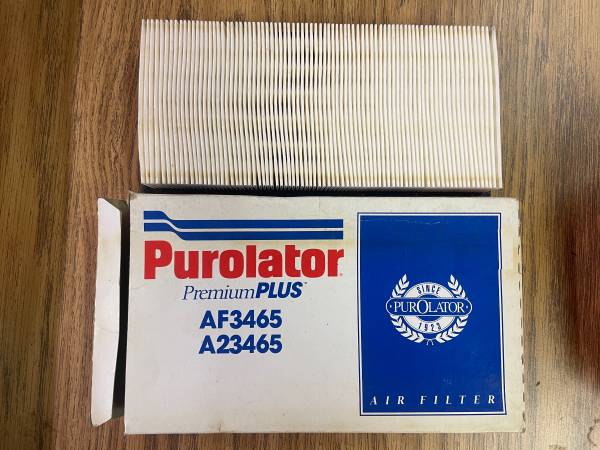 Purolator
PremiumPLUS
AF3465
A23465
SINCE
PUROLATOR
1923
AIR FILTER